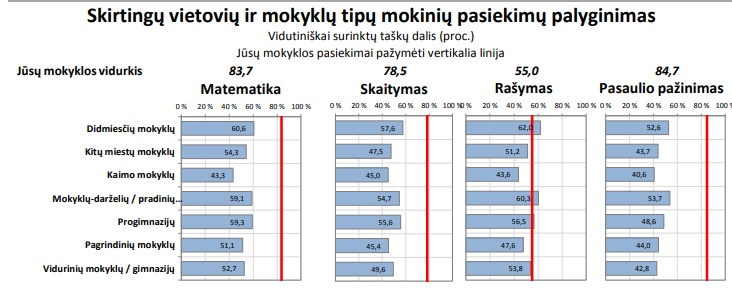 Skirtingų vietovių ir mokyklų tipų mokinių pasiekimų palyginimas
Vidutiniškai surinktų taškų dalis (proc.)
Jūsų mokyklos pasiekimai pažymėti vertikalia linija
Jūsų mokyklos vidurkis 83,7 78,5 55,0 84,7
Matematika Skaitymas Rašymas Pasaulio pažinimas
0 % 20 % 40 % 60 % 80 % 100 % 0 % 20 % 40 % 60 % 80 % 100 % 0 % 20 % 40 % 60 % 80 % 100 % 0 % 20 % 40 % 60 % 80 % 100 %
Didmiesčių mokyklų 60,6 57,6 62,0 52,6
Kitų miestų mokyklų 54,3 47,5 51,2 43,7
Kaimo mokyklų 43,3 45,0 43,6 40,6
Mokyklų-darželių / pradinių... 59,1 54,7 60,3 53,7
Progimnazijų 59,3 55,6 56,5 48,6
Pagrindinių mokyklų 51,1 45,4 47,6 44,0
Vidurinių mokyklų / gimnazijų 52,7 49,6 53,8 42,8